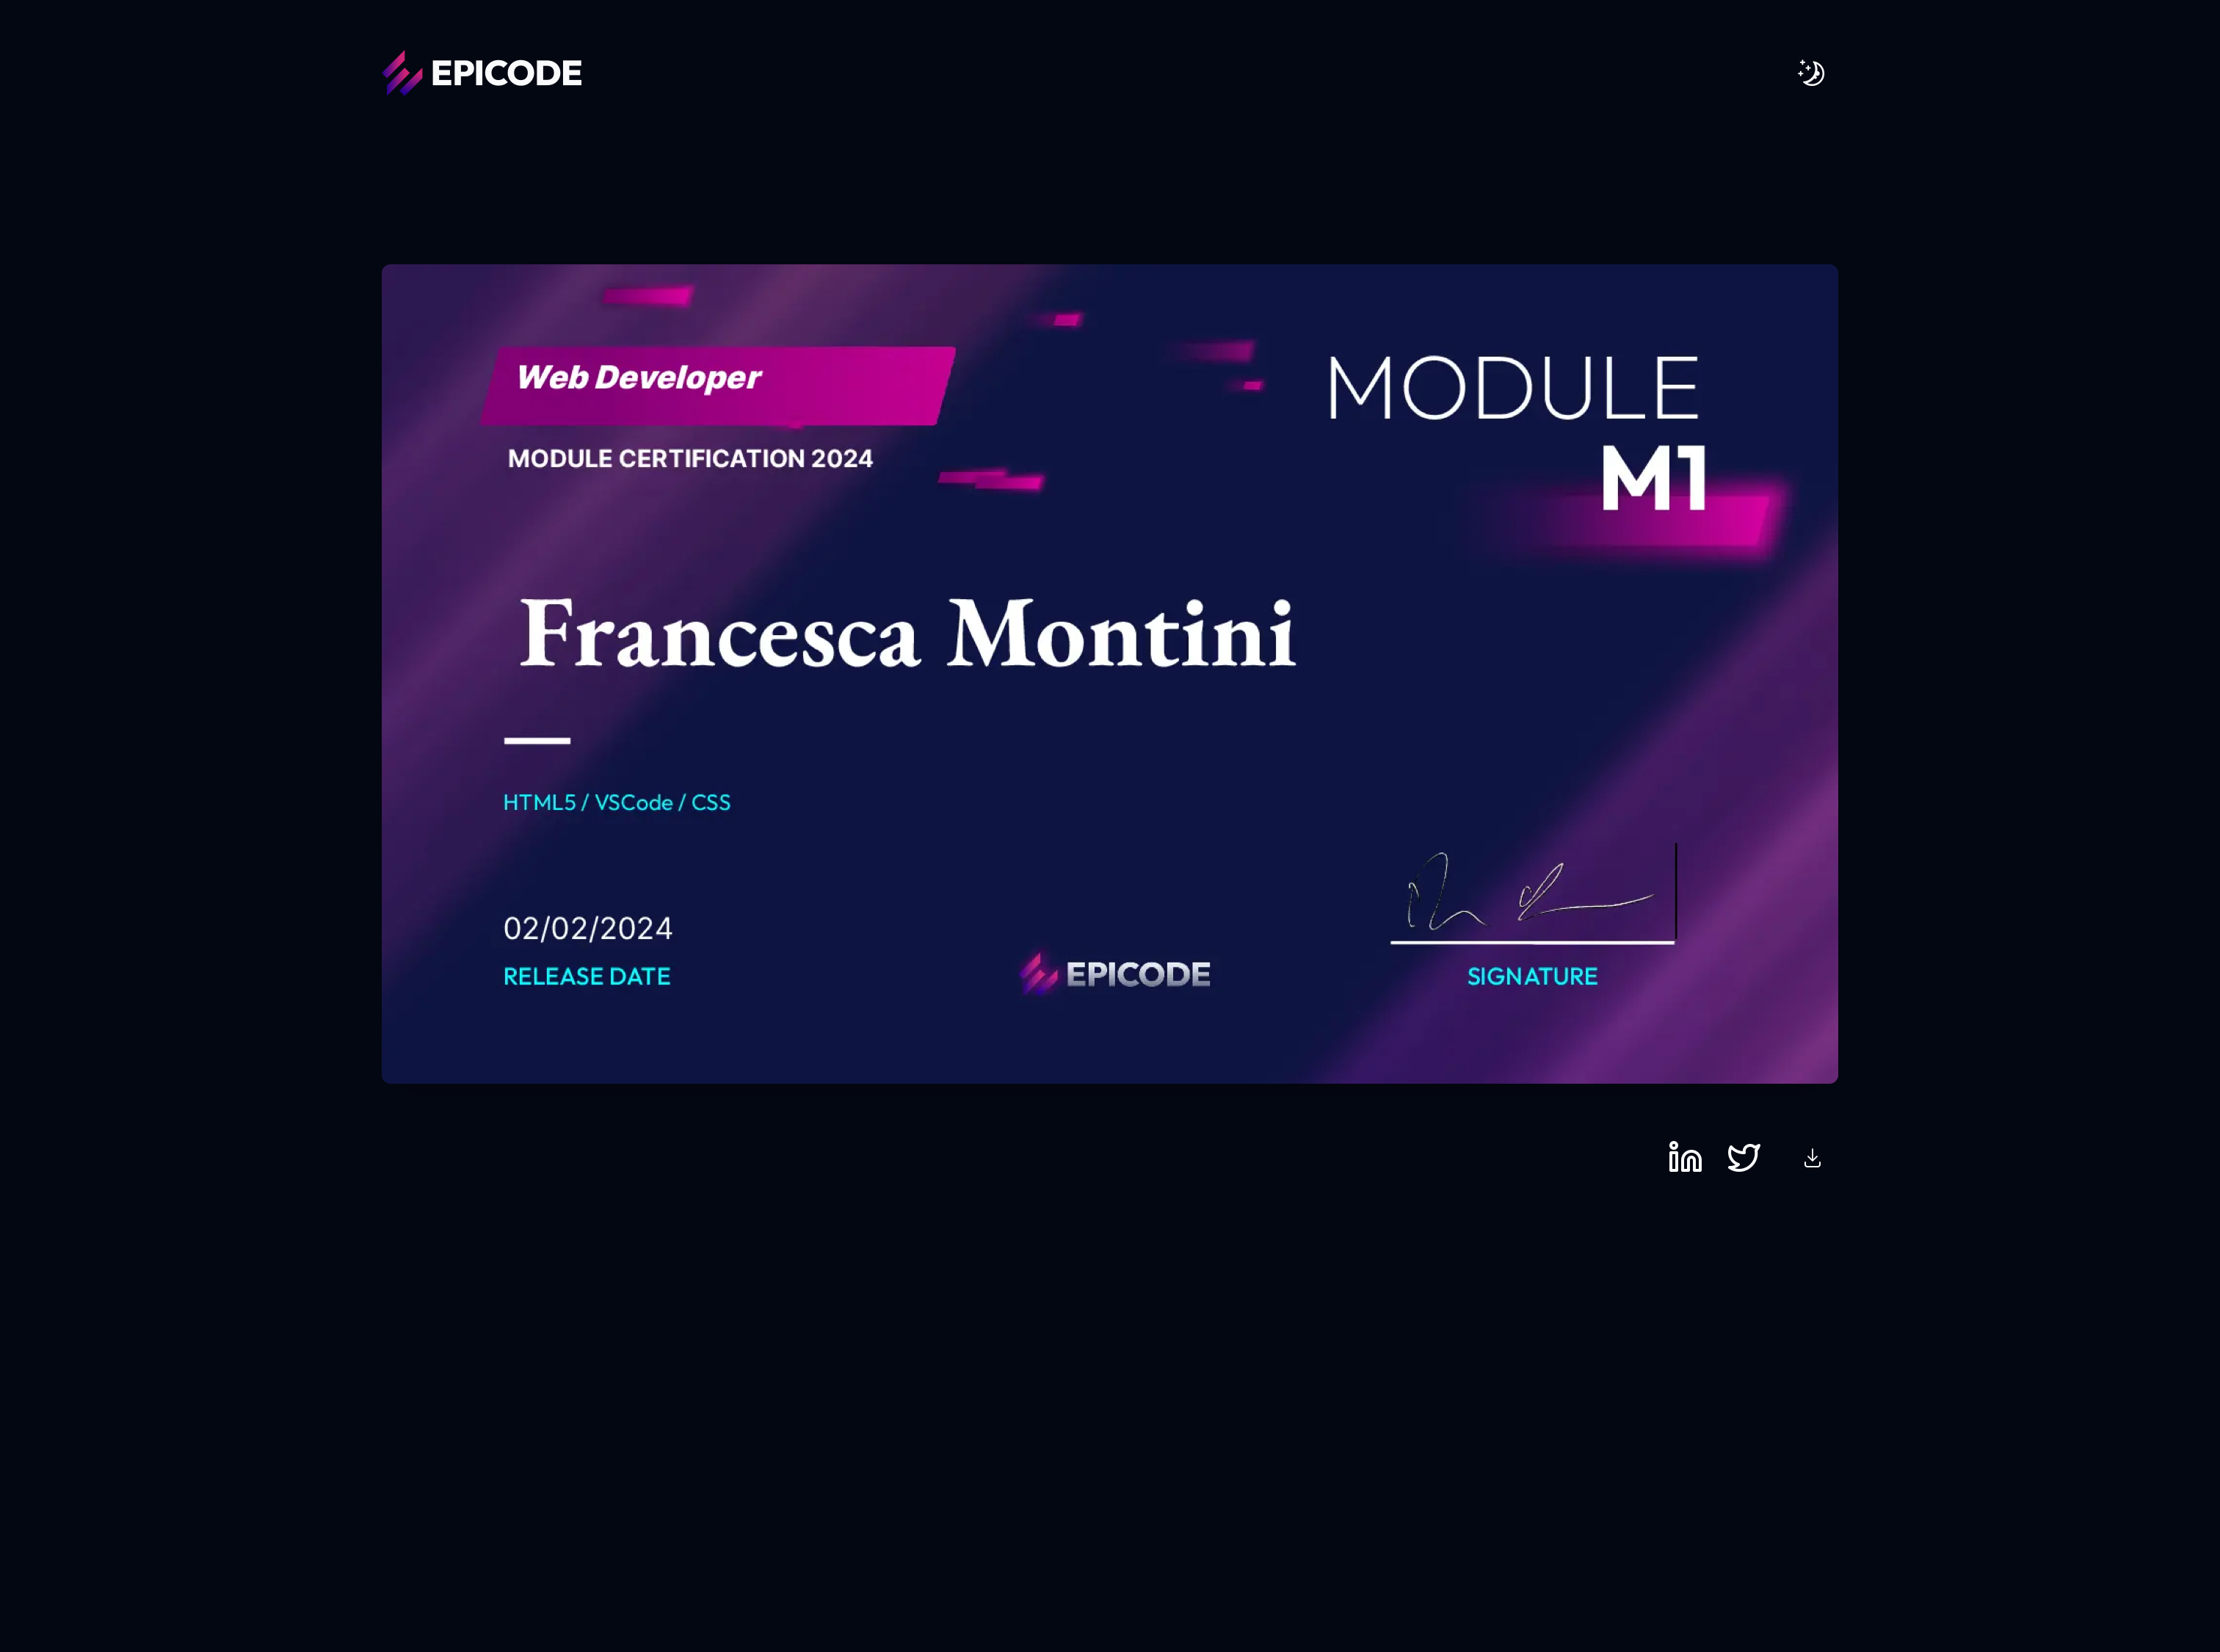 EPICODE
Web Developer
MODULE CERTIFICATION 2024
MODULE
M1
Francesca Montini
HTML5 / VSCode / CSS
02/02/2024
RELEASE DATE
EPICODE
SIGNATURE